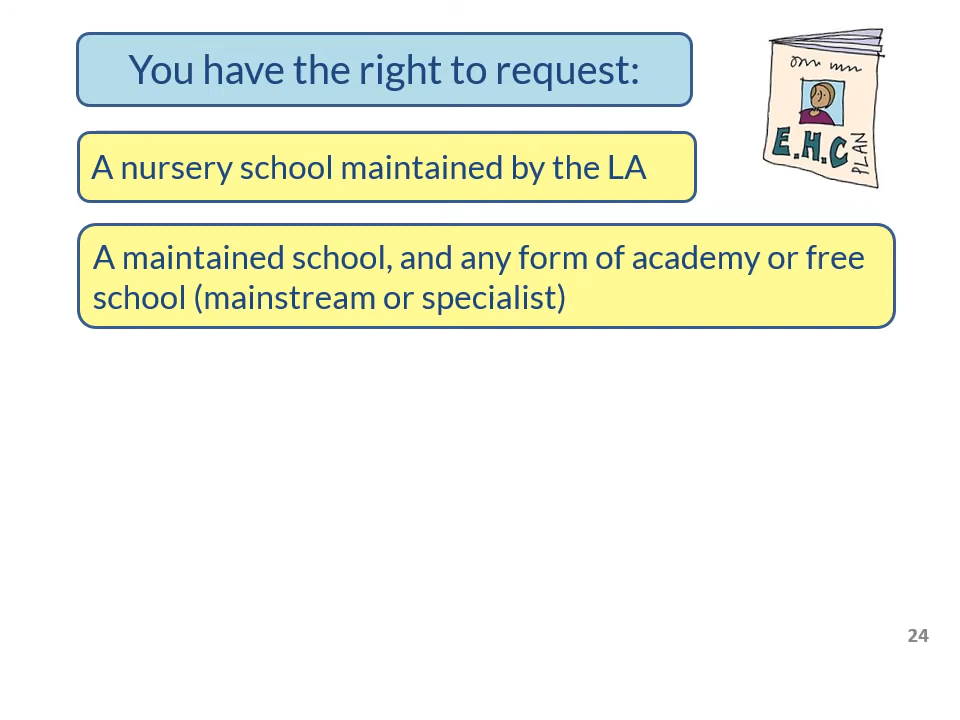 You have the right to request:
A nursery school maintained by the LA
A maintained school, and any form of academy or free
school (mainstream or specialist)
E.H.C
PLAN
24